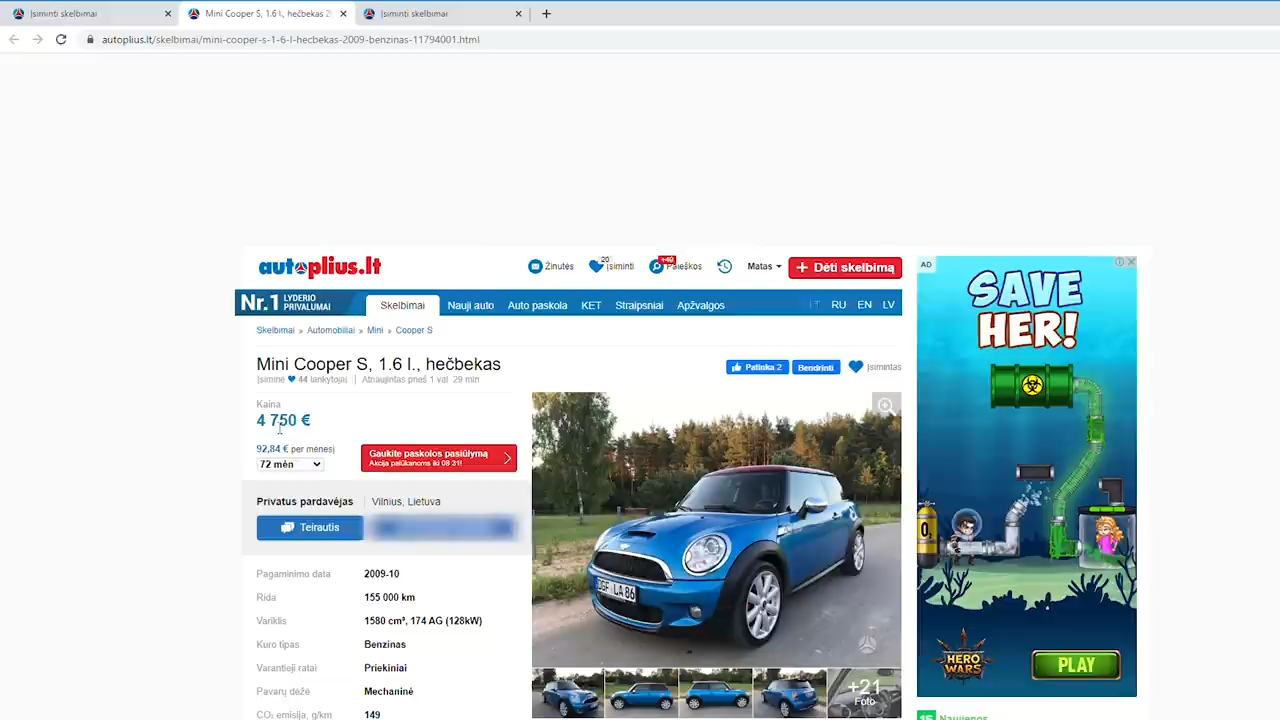 Įsiminti skelbimai
Mini Cooper S, 1.6 l., hečbekas 2
Įsiminti skelbimai
autoplius.lt/skelbimai/mini-cooper-s-1-6-l-hecbekas-2009-benzinas-11794001.html
autoplius.lt
Žinutės
20
Įsiminti
+49
Paieškos
Matas
+ Dėti skelbimą
Nr.1 LYDERIO
PRIVALUMAI
Skelbimai Nauji auto Auto paskola KET Straipsniai Apžvalgos
LT RU EN LV
Skelbimai » Automobiliai » Mini » Cooper S
Mini Cooper S, 1.6 l., hečbekas
Patinka 2
Bendrinti
Įsimintas
Įsiminė 44 lankytojai | Atnaujintas prieš 1 val 29 min
Kaina
4 750 €
92,84 € per mėnesį
72 mėn
Gaukite paskolos pasiūlymą
Akcija palūkanoms iki 08 31!
Privatus pardavėjas
Vilnius, Lietuva
Teirautis
Pagaminimo data 2009-10
Rida 155 000 km
Variklis 1580 cm³, 174 AG (128kW)
Kuro tipas Benzinas
Varantieji ratai Priekiniai
Pavarų dėžė Mechaninė
CO₂ emisija, g/km 149
+21
Foto
AD
SAVE
HER!
O2
HERO
WARS
PLAY
15 Naujienos